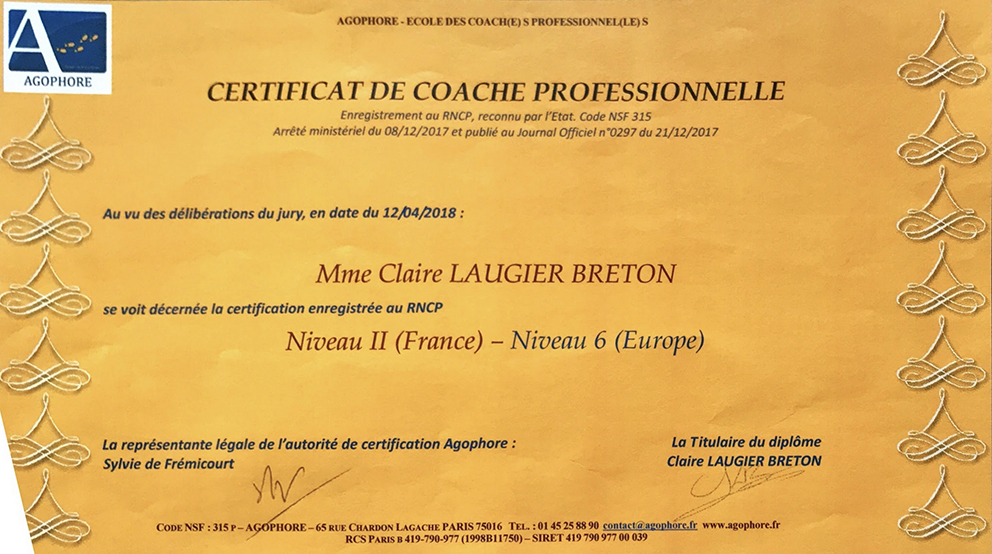 AGOPHORE - ECOLE DES COACH(E) S PROFESSIONNEL(LE) S
A
AGOPHORE
CERTIFICAT DE COACHE PROFESSIONNELLE
Enregistrement au RNCP, reconnu par l'Etat. Code NSF 315
Arrêté ministériel du 08/12/2017 et publié au Journal Officiel n°0297 du 21/12/2017
Au vu des délibérations du jury, en date du 12/04/2018 :
Mme Claire LAUGIER BRETON
se voit décernée la certification enregistrée au RNCP
Niveau II (France) – Niveau 6 (Europe)
La représentante légale de l'autorité de certification Agophore :
Sylvie de Frémicourt
La Titulaire du diplôme
Claire LAUGIER BRETON
CODE NSF : 315 P – AGOPHORE – 65 RUE CHARDON LAGACHE PARIS 75016 TEL. : 01 45 25 88 90 contact@agophore.fr www.agophore.fr
RCS PARIS B 419-790-977 (1998B11750) – SIRET 419 790 977 00 039